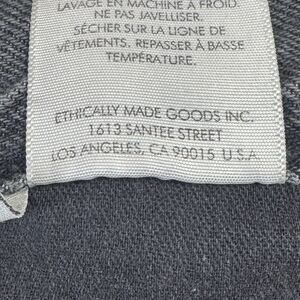 LAVAGE EN MACHINE À FROID.
NE PAS JAVELLISER.
SÉCHER SUR LA LIGNE DE
VÊTEMENTS. REPASSER À BASSE
TEMPÉRATURE.
ETHICALLY MADE GOODS INC.
1613 SANTEE STREET
LOS ANGELES, CA 90015 U.S.A.